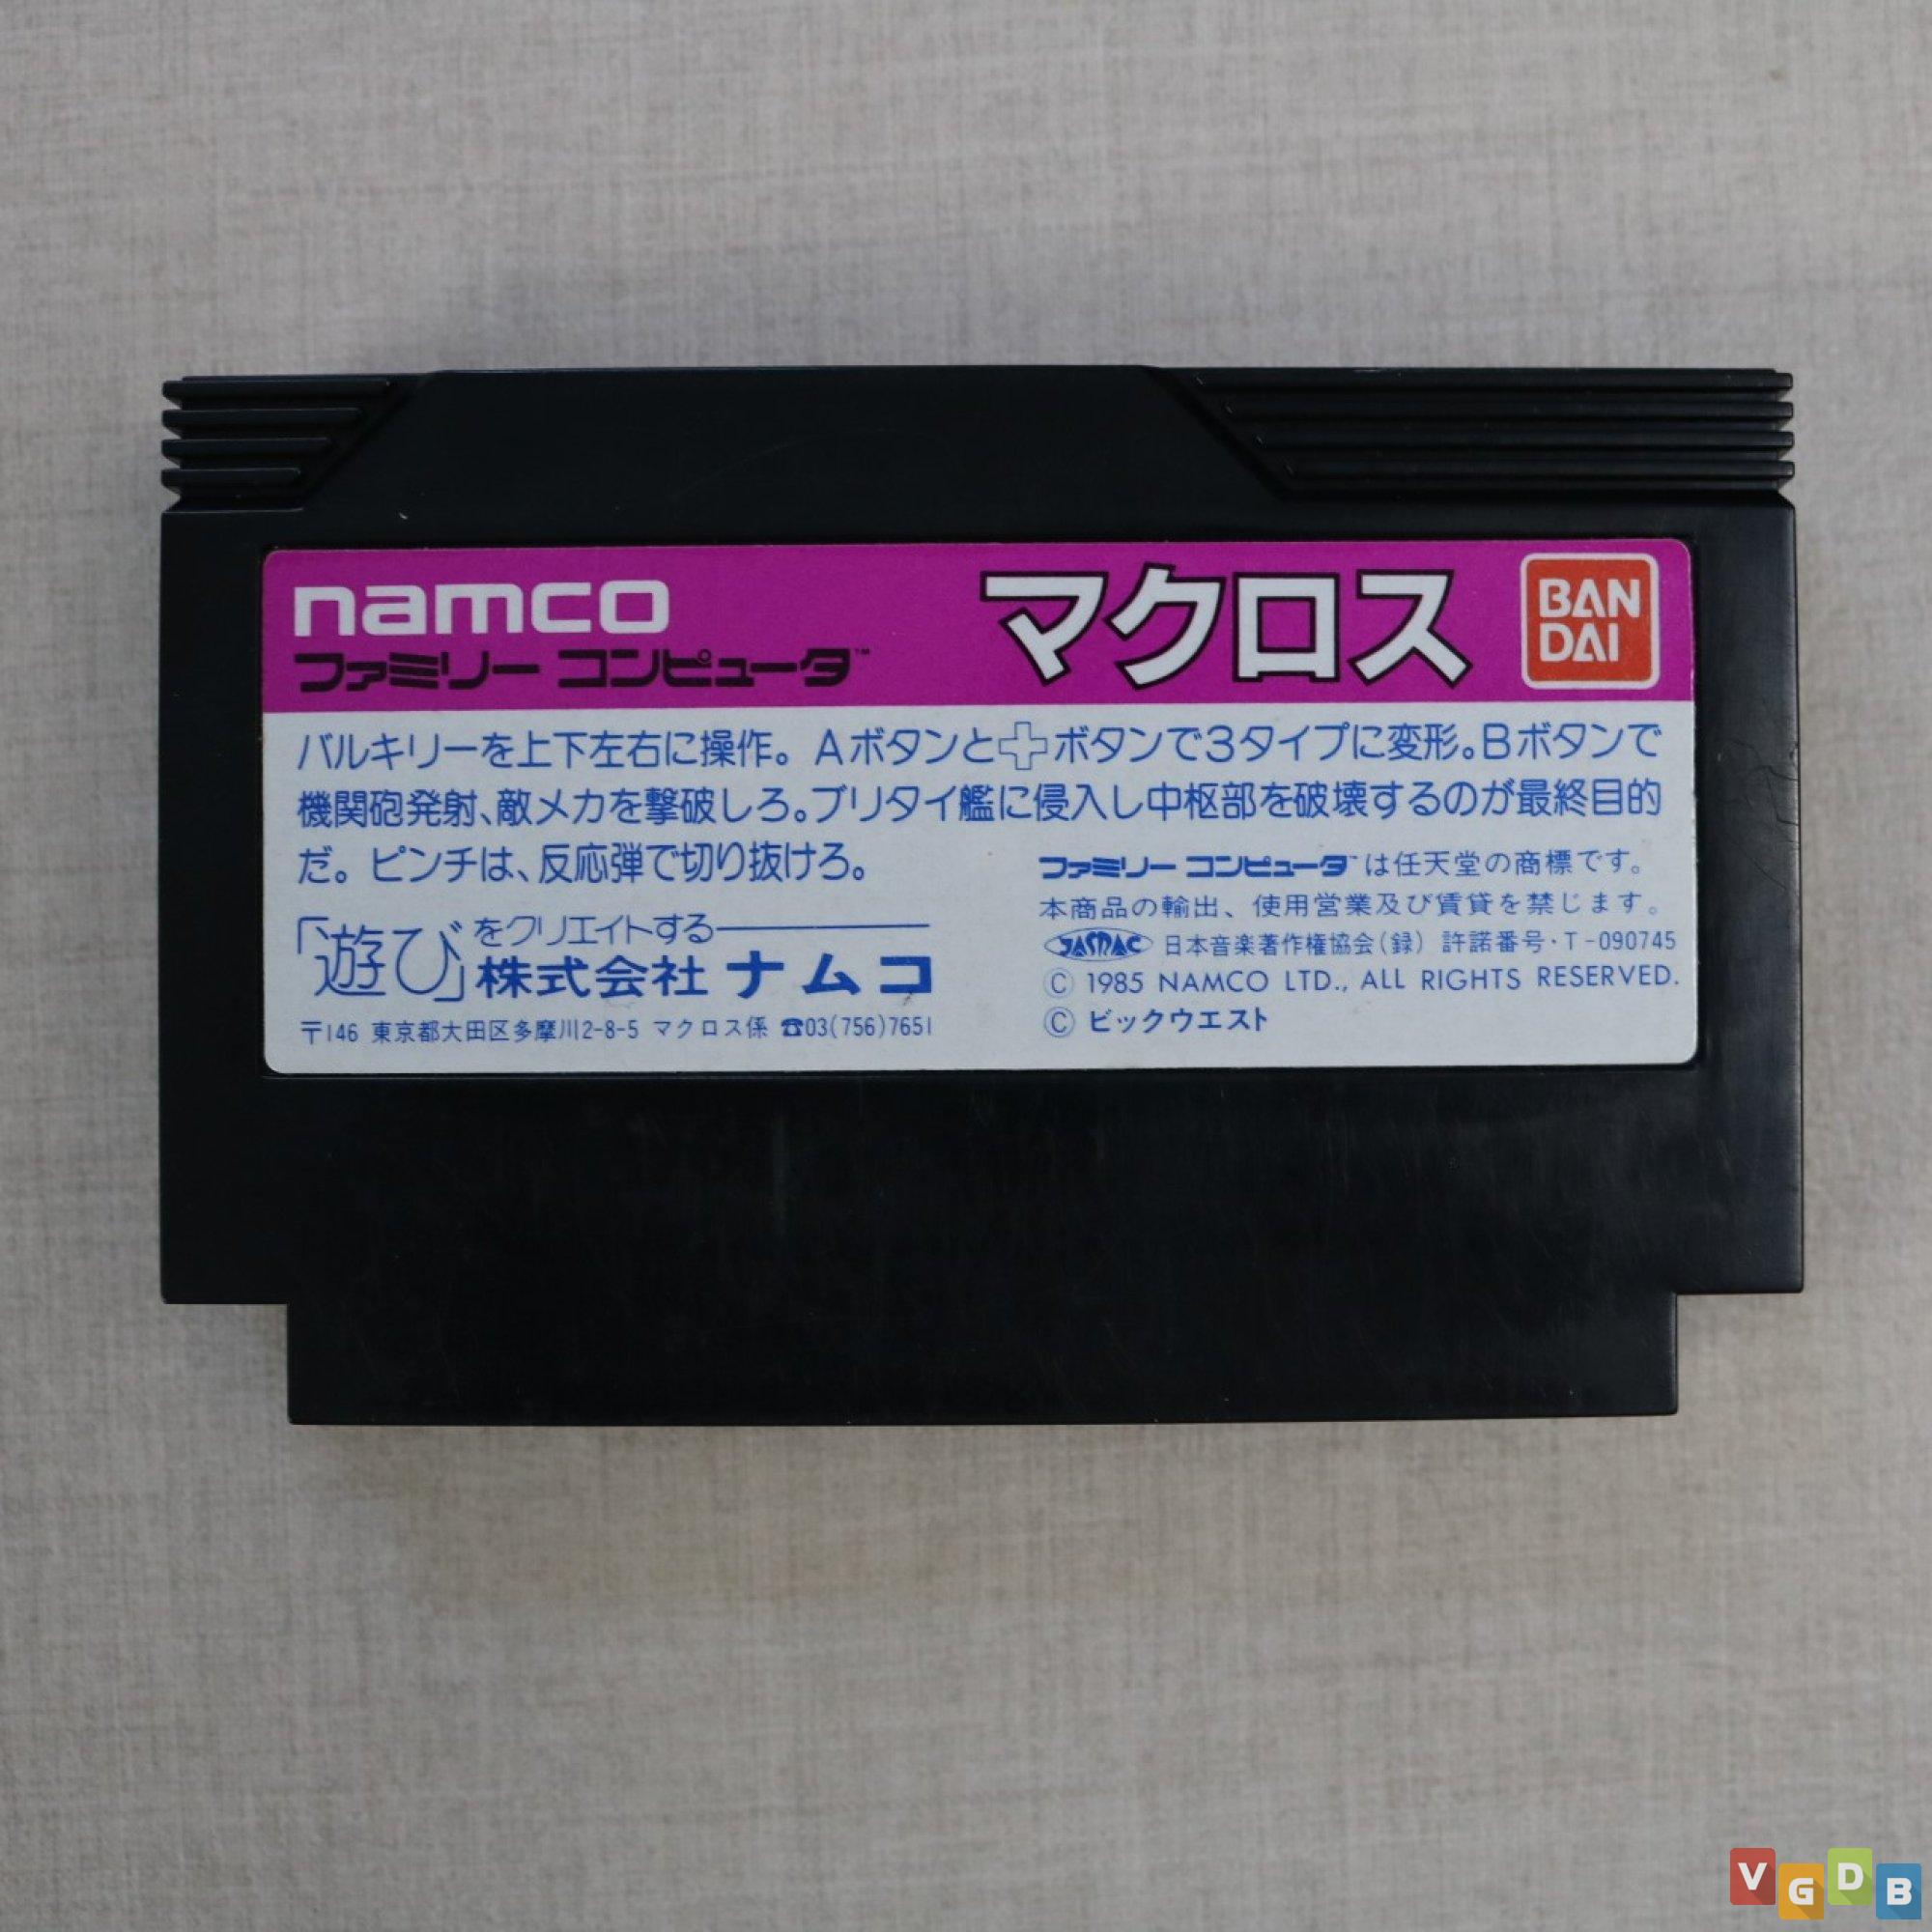 namco
ファミリー コンピュータ™
マクロス
BAN
DAI
バルキリーを上下左右に操作。Aボタンと✚ボタンで3タイプに変形。Bボタンで
機関砲発射、敵メカを撃破しろ。ブリタイ艦に侵入し中枢部を破壊するのが最終目的
だ。ピンチは、反応弾で切り抜けろ。
「遊び」をクリエイトする
株式会社 ナムコ
〒146 東京都大田区多摩川2-8-5 マクロス係 ☎03(756)7651
ファミリー コンピュータ™は任天堂の商標です。
本商品の輸出、使用営業及び賃貸を禁じます。
JASRAC 日本音楽著作権協会(録) 許諾番号・T-090745
© 1985 NAMCO LTD., ALL RIGHTS RESERVED.
© ビックウエスト
VGDB